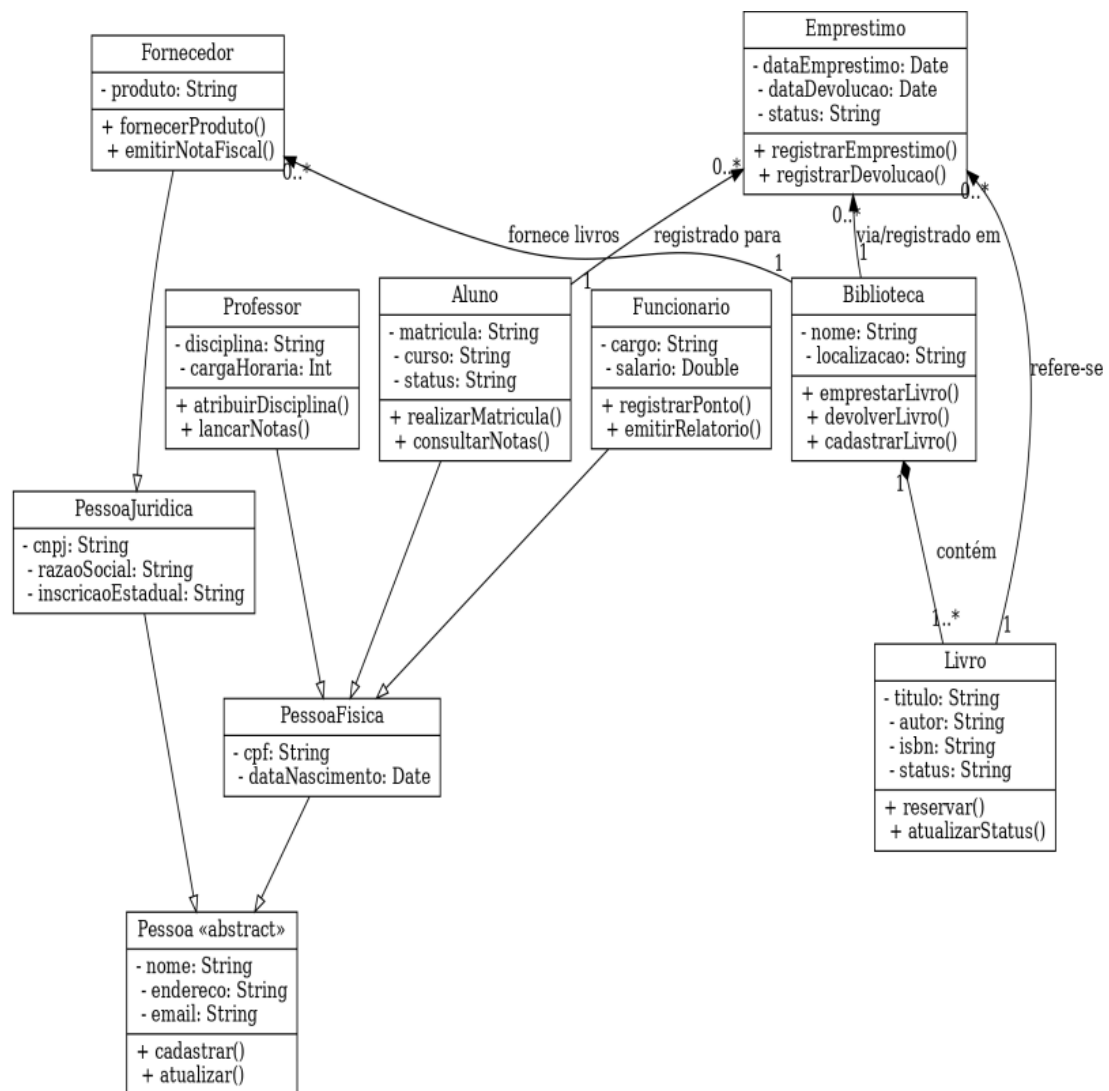 Fornecedor
- produto: String
+ fornecerProduto()
+ emitirNotaFiscal()
0..*
Emprestimo
- dataEmprestimo: Date
- dataDevolucao: Date
- status: String
+ registrarEmprestimo()
+ registrarDevolucao()
0..*
0..*
0..*
fornece livros
registrado para
via/registrado em
1
1
1
Professor
- disciplina: String
- cargaHoraria: Int
+ atribuirDisciplina()
+ lancarNotas()
Aluno
- matricula: String
- curso: String
- status: String
+ realizarMatricula()
+ consultarNotas()
Funcionario
- cargo: String
- salario: Double
+ registrarPonto()
+ emitirRelatorio()
Biblioteca
- nome: String
- localizacao: String
+ emprestarLivro()
+ devolverLivro()
+ cadastrarLivro()
refere-se
1
contém
1..*
1
PessoaJuridica
- cnpj: String
- razaoSocial: String
- inscricaoEstadual: String
Livro
- titulo: String
- autor: String
- isbn: String
- status: String
+ reservar()
+ atualizarStatus()
PessoaFisica
- cpf: String
- dataNascimento: Date
Pessoa «abstract»
- nome: String
- endereco: String
- email: String
+ cadastrar()
+ atualizar()